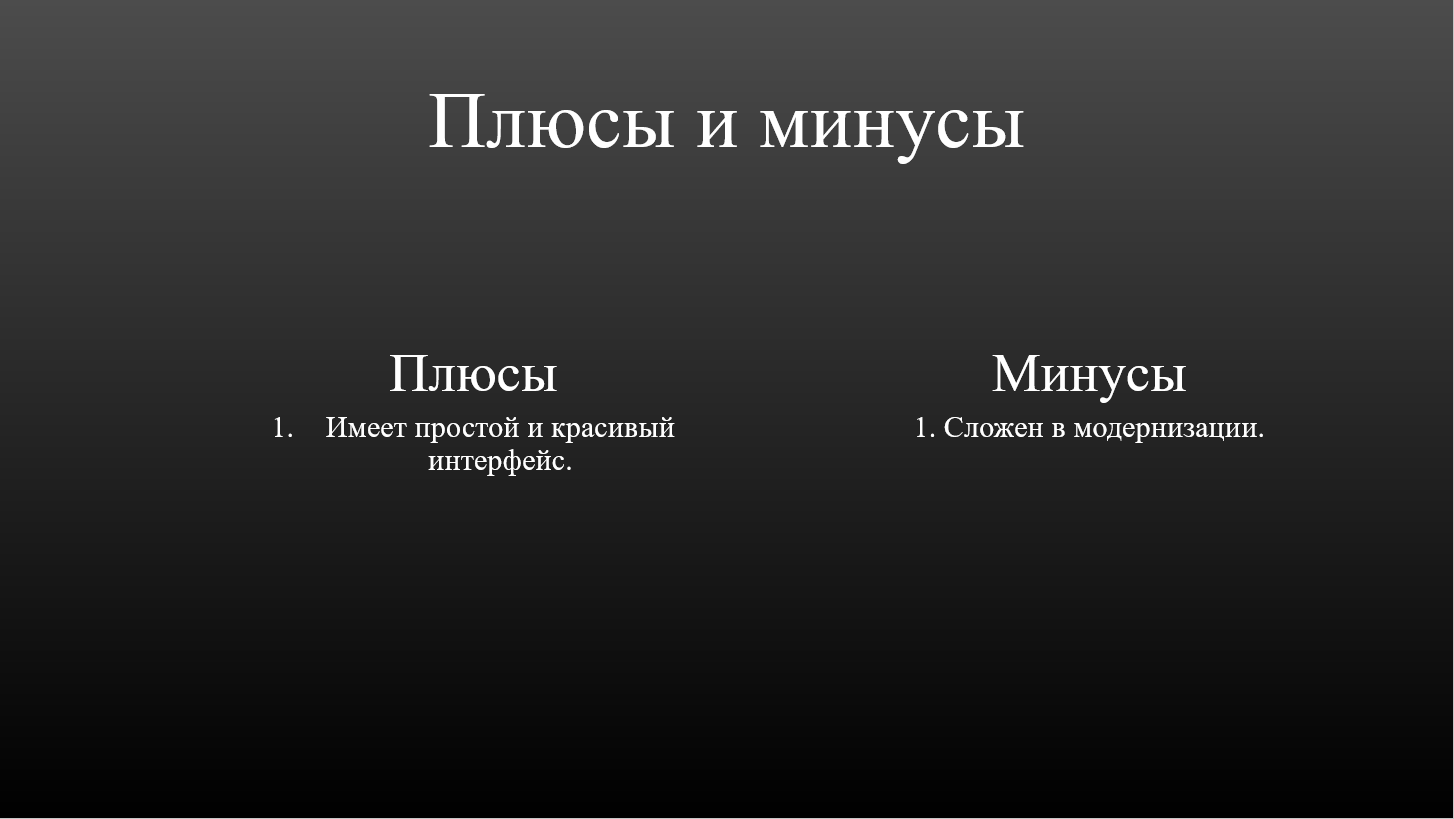 Плюсы и минусы
Плюсы
1. Имеет простой и красивый
интерфейс.
Минусы
1. Сложен в модернизации.